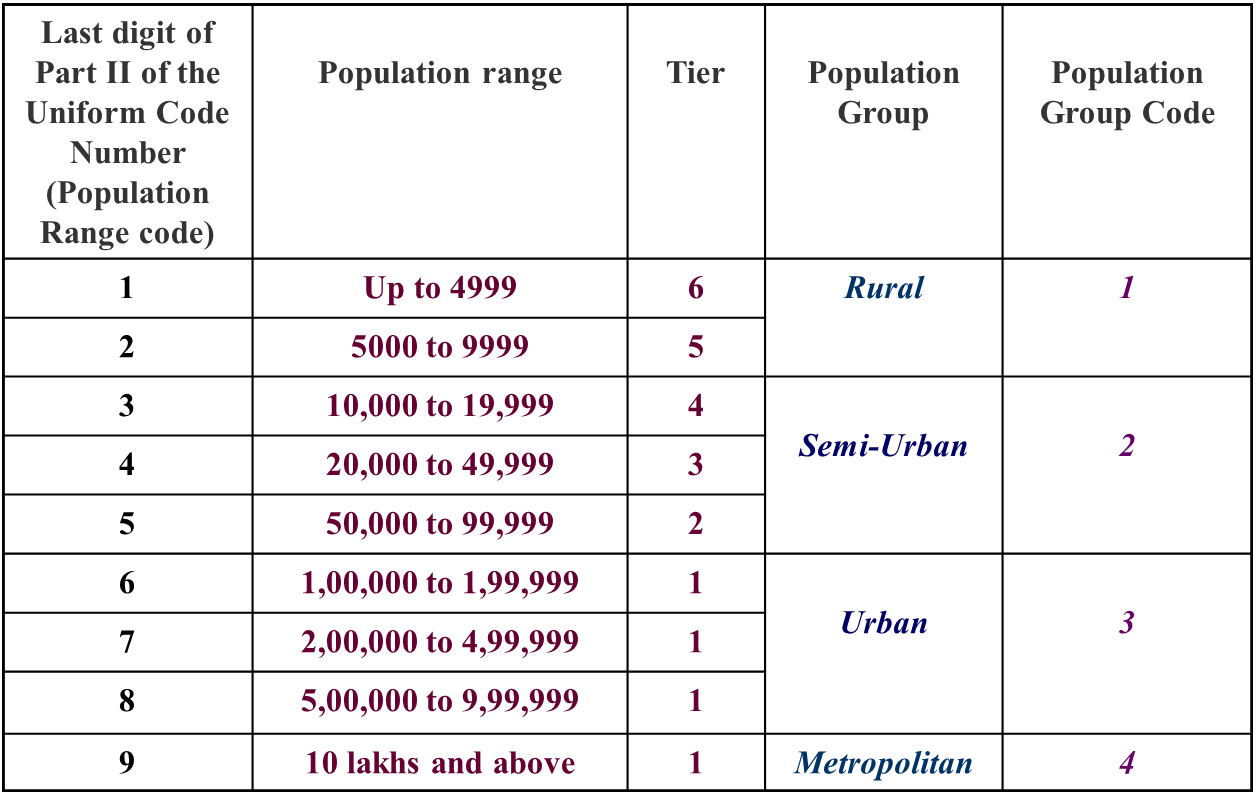 Last digit of
Part II of the
Uniform Code
Number
(Population
Range code)
Population range
Tier
Population
Group
Population
Group Code
1
Up to 4999
6
Rural
1
2
5000 to 9999
5
3
10,000 to 19,999
4
Semi-Urban
2
4
20,000 to 49,999
3
5
50,000 to 99,999
2
6
1,00,000 to 1,99,999
1
Urban
3
7
2,00,000 to 4,99,999
1
8
5,00,000 to 9,99,999
1
9
10 lakhs and above
1
Metropolitan
4